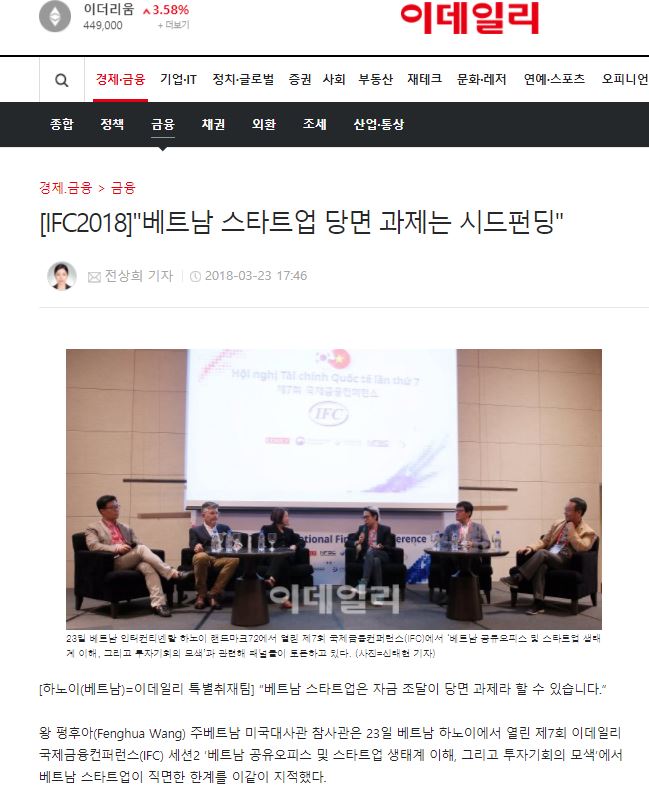 이더리움 3.58%
449,000 + 더보기
이데일리
경제·금융 기업·IT 정치·글로벌 증권 사회 부동산 재테크 문화·레저 연예·스포츠 오피니언
종합 정책 금융 채권 외환 조세 산업·통상
경제.금융 > 금융
[IFC2018]"베트남 스타트업 당면 과제는 시드펀딩"
전상희 기자 2018-03-23 17:46
Hội nghị Tài chính Quốc tế lần thứ 7
제7회 국제금융컨퍼런스
IFC
이데일리
23일 베트남 인터컨티넨탈 하노이 랜드마크72에서 열린 제7회 국제금융컨퍼런스(IFC)에서 '베트남 공유오피스 및 스타트업 생태
계 이해, 그리고 투자기회의 모색'과 관련해 패널들이 토론하고 있다. (사진=신태현 기자)
[하노이(베트남)=이데일리 특별취재팀] “베트남 스타트업은 자금 조달이 당면 과제라 할 수 있습니다.”
왕 펑후아(Fenghua Wang) 주베트남 미국대사관 참사관은 23일 베트남 하노이에서 열린 제7회 이데일리
국제금융컨퍼런스(IFC) 세션2 '베트남 공유오피스 및 스타트업 생태계 이해, 그리고 투자기회의 모색'에서
베트남 스타트업이 직면한 한계를 이같이 지적했다.